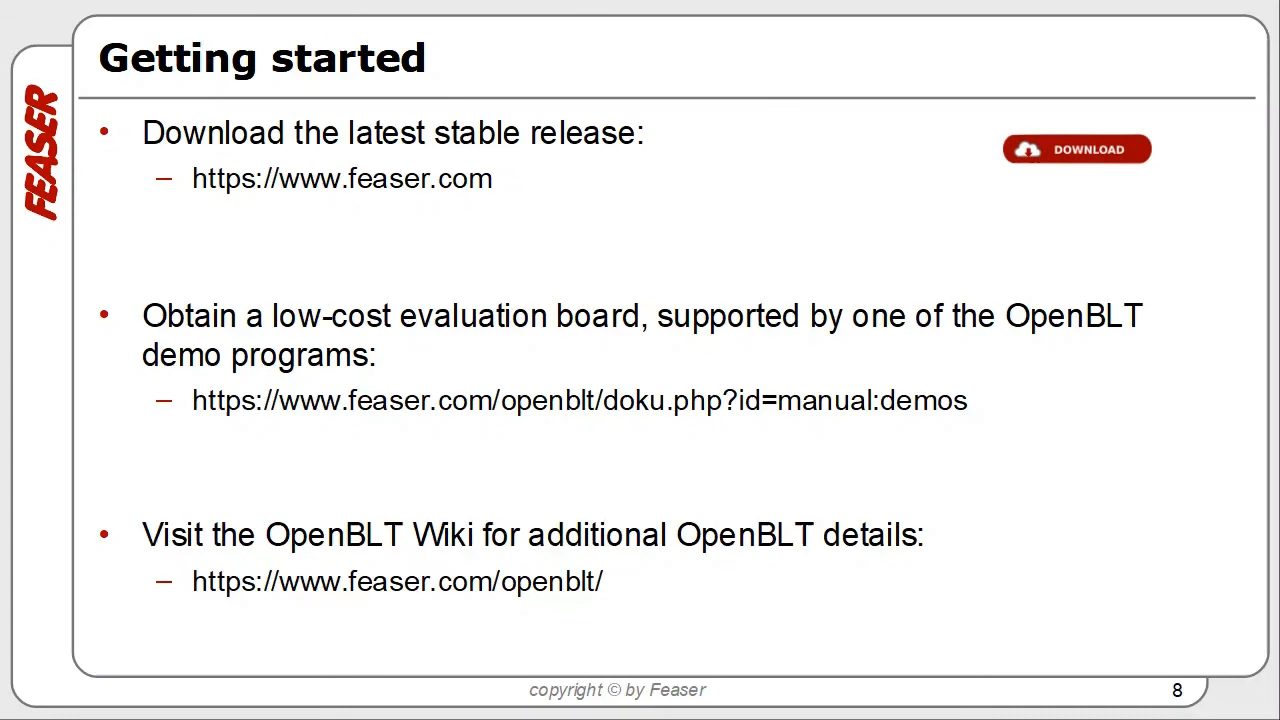 Getting started
FEASER
• Download the latest stable release:
DOWNLOAD
– https://www.feaser.com
• Obtain a low-cost evaluation board, supported by one of the OpenBLT
demo programs:
– https://www.feaser.com/openblt/doku.php?id=manual:demos
• Visit the OpenBLT Wiki for additional OpenBLT details:
– https://www.feaser.com/openblt/
copyright © by Feaser
8